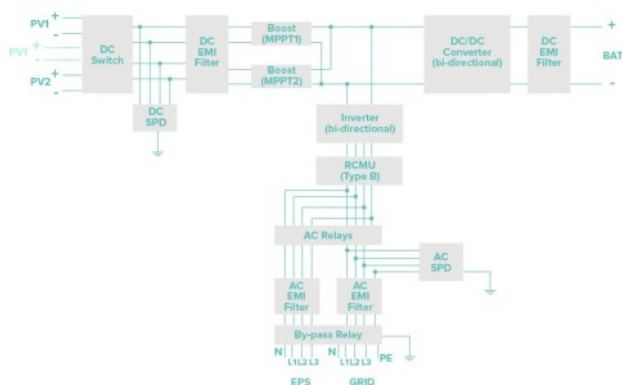 PV1 +
-
PV1 +
-
PV2 +
-
DC
Switch
DC
SPD
DC
EMI
Filter
Boost
(MPPT1)
Boost
(MPPT2)
DC/DC
Converter
(bi-directional)
DC
EMI
Filter
+
BAT
-
Inverter
(bi-directional)
RCMU
(Type B)
AC Relays
AC
SPD
AC
EMI
Filter
AC
EMI
Filter
By-pass Relay
N L1 L2 L3 N L1 L2 L3 PE
EPS GRID